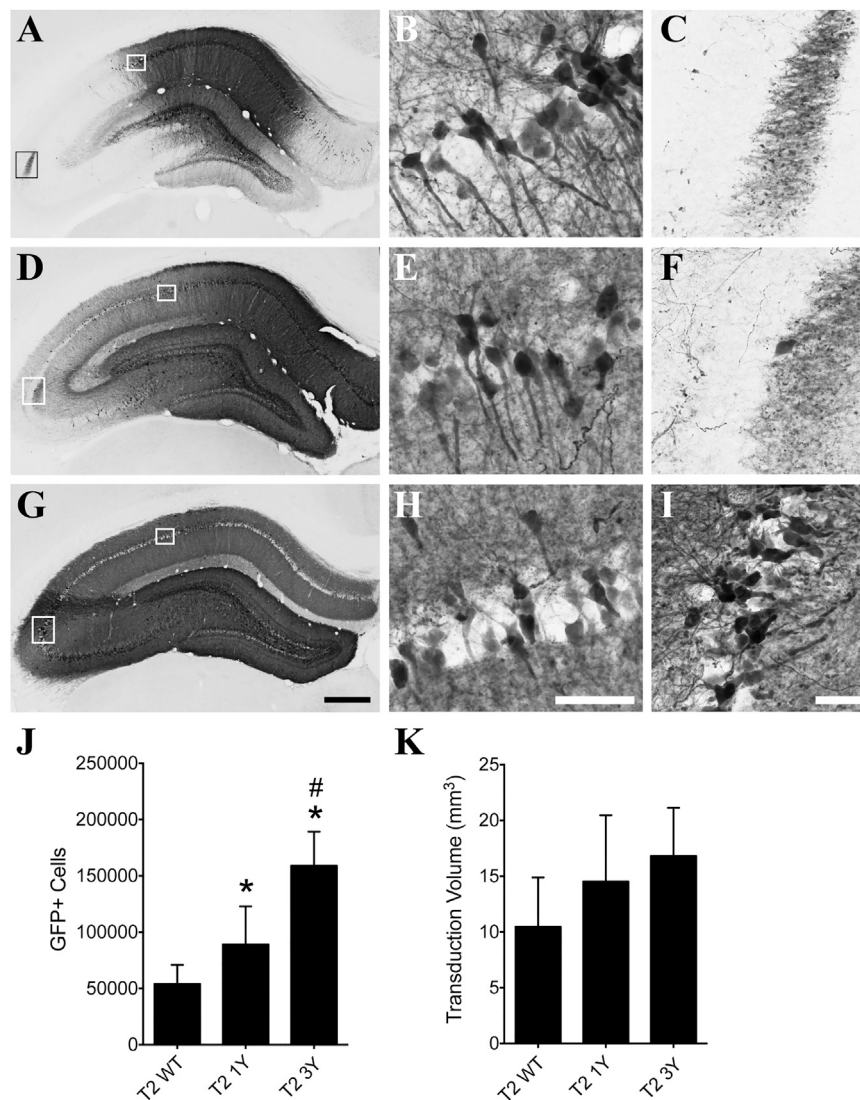 A
B
C
D
E
F
G
H
I
J
K
250000
200000
150000
100000
50000
0
GFP+ Cells
*
#
*
T2 WT
T2 1Y
T2 3Y
25
20
15
10
5
0
Transduction Volume (mm³)
T2 WT
T2 1Y
T2 3Y